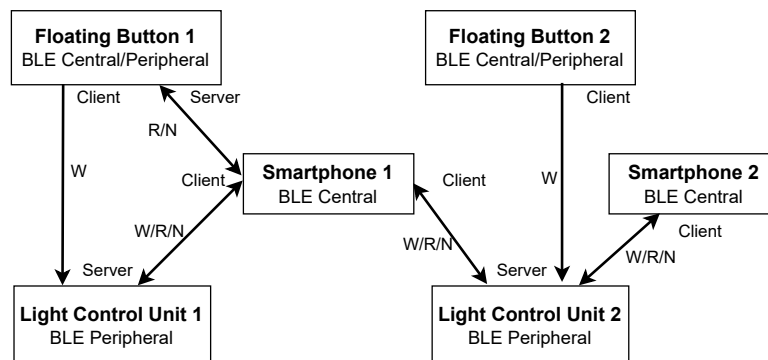 Floating Button 1
BLE Central/Peripheral
Floating Button 2
BLE Central/Peripheral
Client
Server
Client
R/N
W
Client
Smartphone 1
BLE Central
Client
W
Smartphone 2
BLE Central
W/R/N
W/R/N
Client
W/R/N
Server
Server
Light Control Unit 1
BLE Peripheral
Light Control Unit 2
BLE Peripheral